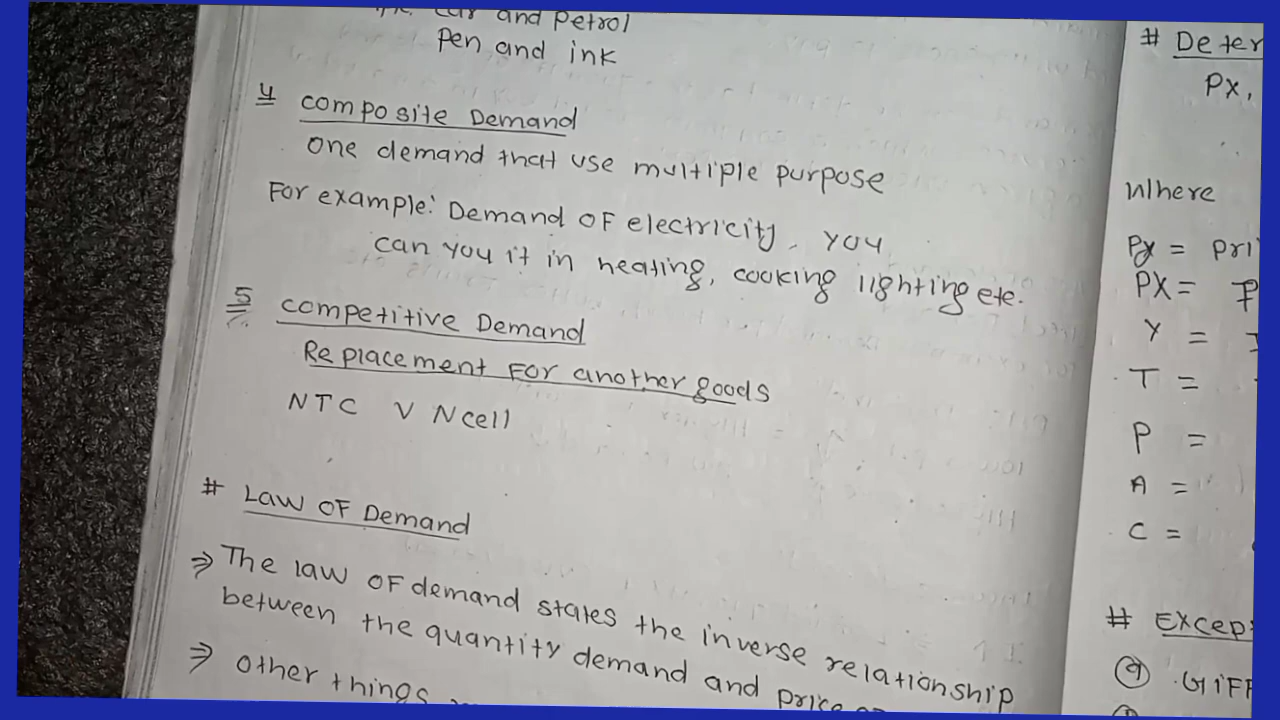 car and petrol
pen and ink
4 composite Demand
one demand that use multiple purpose
For example: Demand OF electricity, you
can you it in heating, cooking lighting etc.
5 competitive Demand
Replacement For another goods
NTC V Ncell
# Law OF Demand
⇒ The law OF demand states the inverse relationship
between the quantity demand and price
⇒ other things
# Deter
PX,
Where
Px = pri
PX = P
Y =
T =
P =
A =
C =
# Excep
GIFF